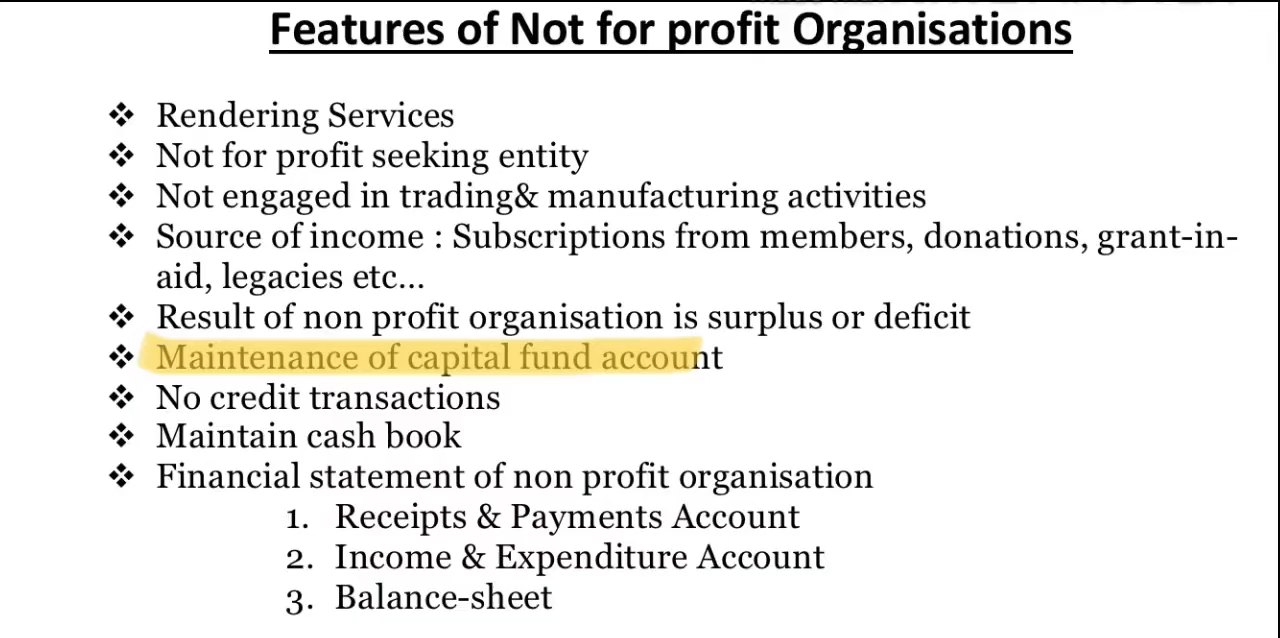 Features of Not for profit Organisations
❖ Rendering Services
❖ Not for profit seeking entity
❖ Not engaged in trading& manufacturing activities
❖ Source of income : Subscriptions from members, donations, grant-in-
aid, legacies etc...
❖ Result of non profit organisation is surplus or deficit
❖ Maintenance of capital fund account
❖ No credit transactions
❖ Maintain cash book
❖ Financial statement of non profit organisation
1. Receipts & Payments Account
2. Income & Expenditure Account
3. Balance-sheet